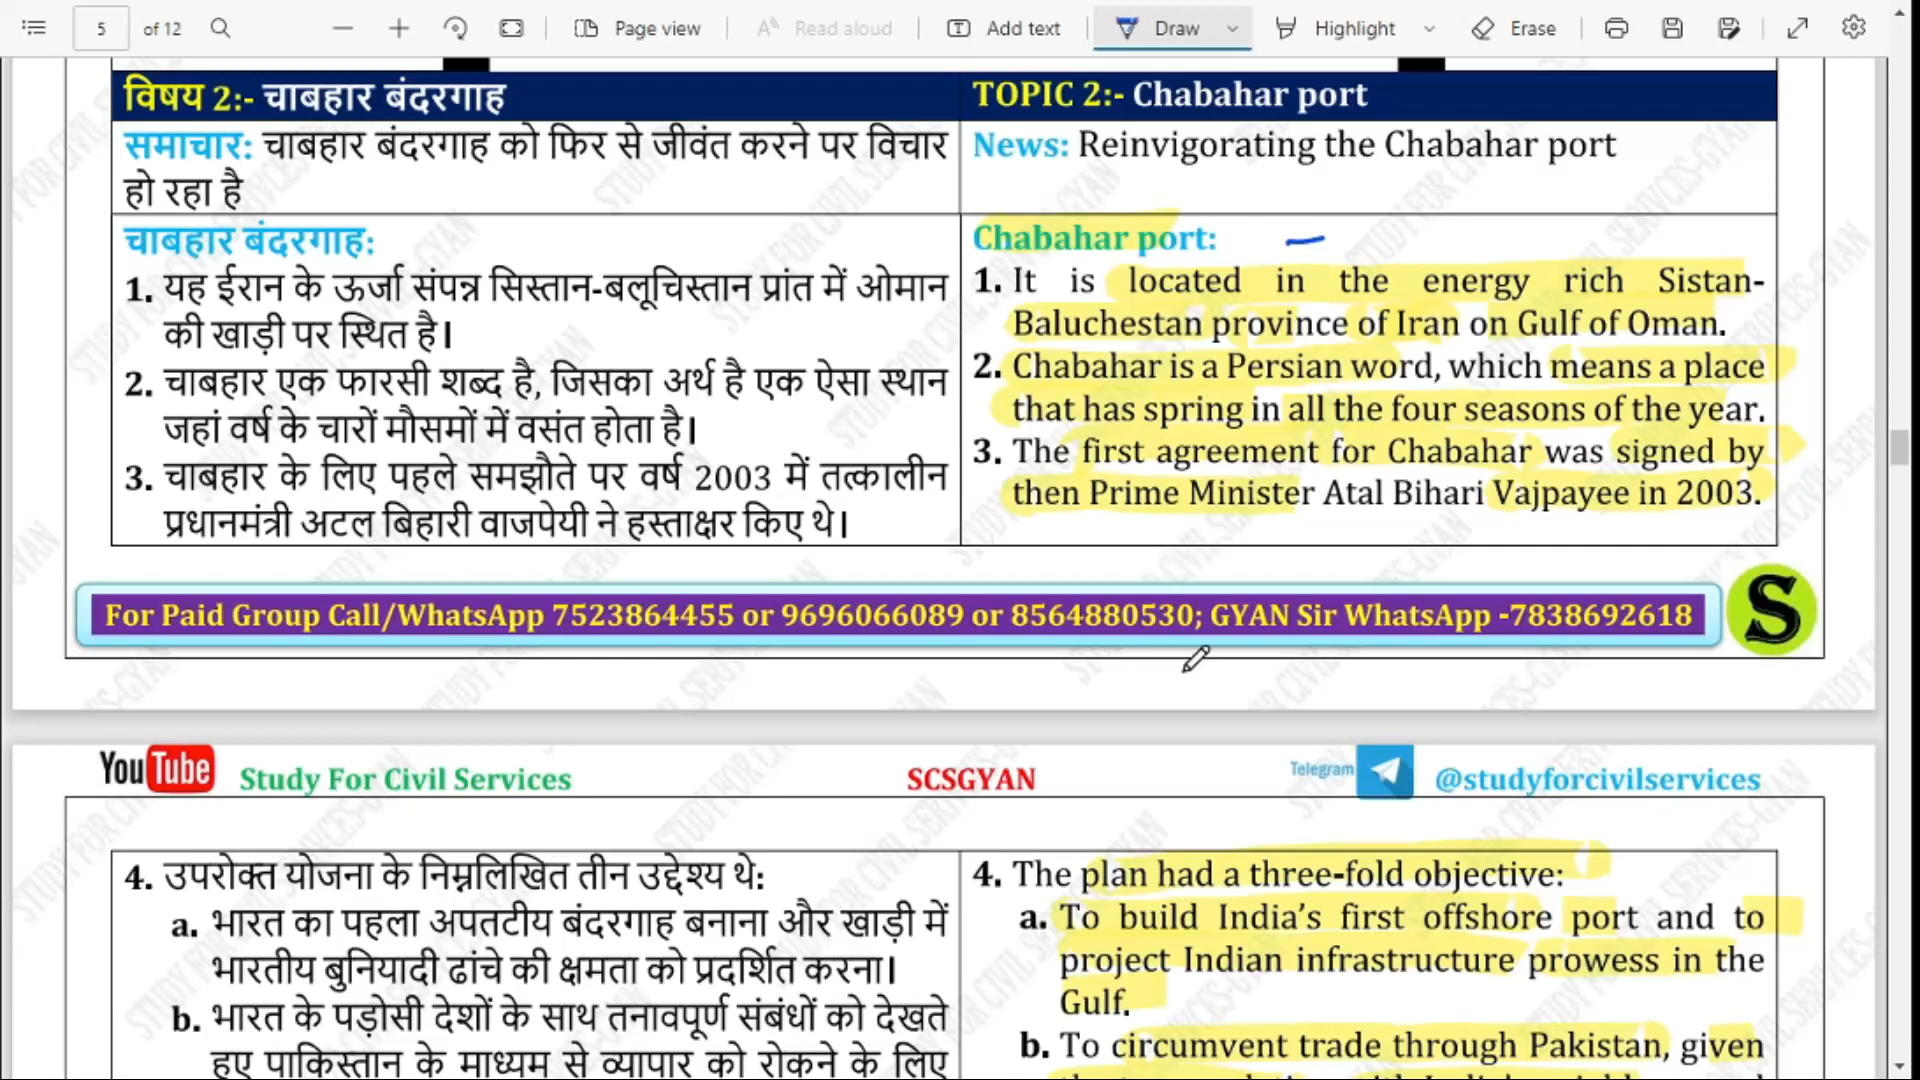 5 of 12 Page view Read aloud Add text Draw Highlight Erase
विषय 2:- चाबहार बंदरगाह
समाचार: चाबहार बंदरगाह को फिर से जीवंत करने पर विचार
हो रहा है
चाबहार बंदरगाह:
1. यह ईरान के ऊर्जा संपन्न सिस्तान-बलूचिस्तान प्रांत में ओमान
की खाड़ी पर स्थित है।
2. चाबहार एक फारसी शब्द है, जिसका अर्थ है एक ऐसा स्थान
जहां वर्ष के चारों मौसमों में वसंत होता है।
3. चाबहार के लिए पहले समझौते पर वर्ष 2003 में तत्कालीन
प्रधानमंत्री अटल बिहारी वाजपेयी ने हस्ताक्षर किए थे।
TOPIC 2:- Chabahar port
News: Reinvigorating the Chabahar port
Chabahar port:
1. It is located in the energy rich Sistan-
Baluchestan province of Iran on Gulf of Oman.
2. Chabahar is a Persian word, which means a place
that has spring in all the four seasons of the year.
3. The first agreement for Chabahar was signed by
then Prime Minister Atal Bihari Vajpayee in 2003.
For Paid Group Call/WhatsApp 7523864455 or 9696066089 or 8564880530; GYAN Sir WhatsApp -7838692618
S
YouTube Study For Civil Services SCSGYAN Telegram @studyforcivilservices
4. उपरोक्त योजना के निम्नलिखित तीन उद्देश्य थे:
a. भारत का पहला अपतटीय बंदरगाह बनाना और खाड़ी में
भारतीय बुनियादी ढांचे की क्षमता को प्रदर्शित करना।
b. भारत के पड़ोसी देशों के साथ तनावपूर्ण संबंधों को देखते
हुए पाकिस्तान के माध्यम से व्यापार को रोकने के लिए
4. The plan had a three-fold objective:
a. To build India's first offshore port and to
project Indian infrastructure prowess in the
Gulf.
b. To circumvent trade through Pakistan, given